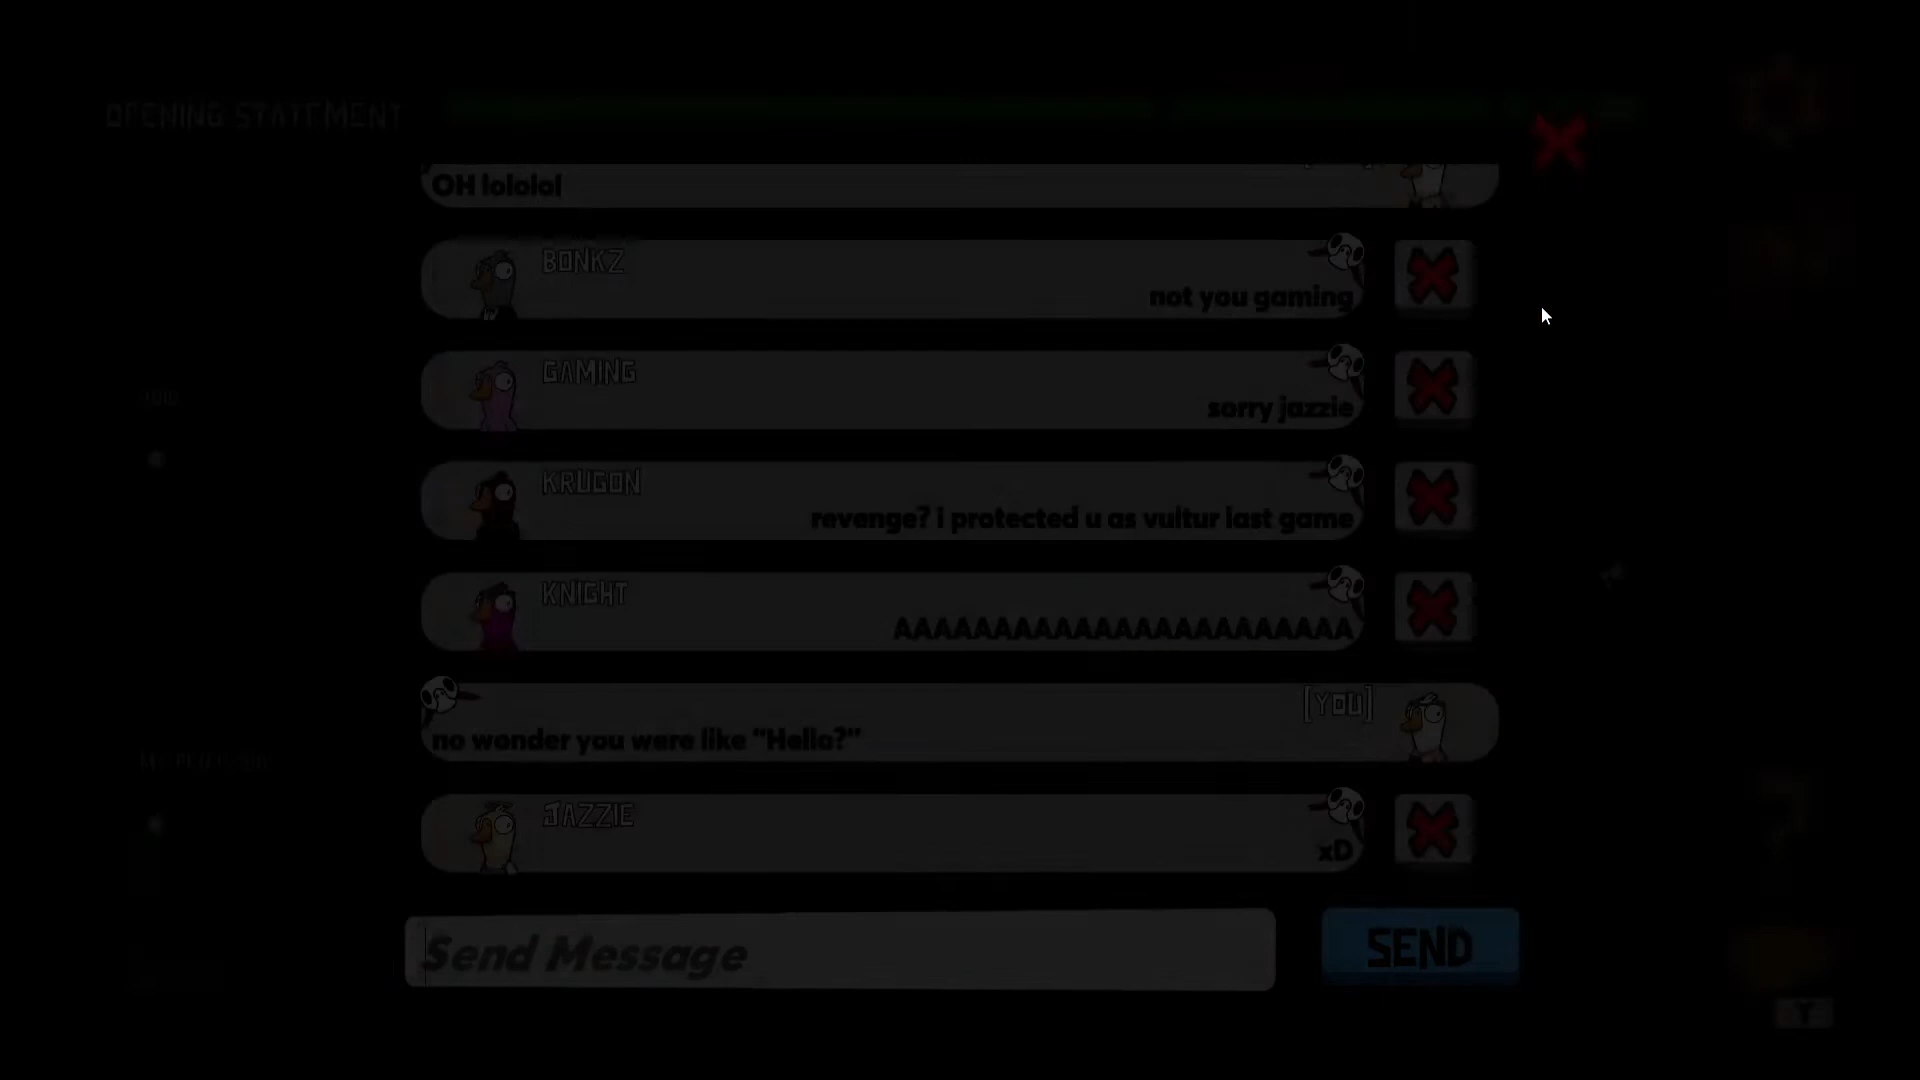 OPENING STATEMENT
OH lololol
BONKZ
not you gaming
GAMING
sorry jazzie
KRUGON
revenge? i protected u as vultur last game
KNIGHT
AAAAAAAAAAAAAAAAAAAAAAA
[YOU]
no wonder you were like "Hello?"
JAZZIE
xD
Send Message
SEND
?
Y